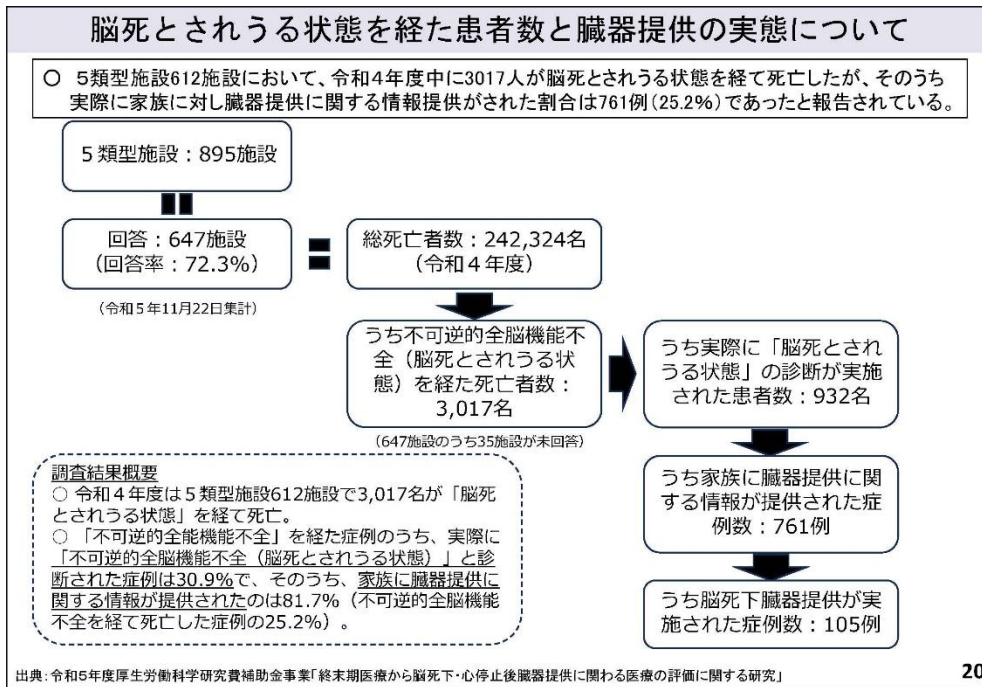 脳死とされうる状態を経た患者数と臓器提供の実態について
○ 5類型施設612施設において、令和4年度中に3017人が脳死とされうる状態を経て死亡したが、そのうち
実際に家族に対し臓器提供に関する情報提供がされた割合は761例(25.2%)であったと報告されている。
5類型施設：895施設
回答：647施設
（回答率：72.3%）
（令和5年11月22日集計）
総死亡者数：242,324名
（令和4年度）
うち不可逆的全脳機能不
全（脳死とされうる状
態）を経た死亡者数：
3,017名
（647施設のうち35施設が未回答）
うち実際に「脳死とされ
うる状態」の診断が実施
された患者数：932名
うち家族に臓器提供に関
する情報が提供された症
例数：761例
うち脳死下臓器提供が実
施された症例数：105例
調査結果概要
○ 令和4年度は5類型施設612施設で3,017名が「脳死
とされうる状態」を経て死亡。
○ 「不可逆的全能機能不全」を経た症例のうち、実際に
「不可逆的全脳機能不全（脳死とされうる状態）」と診
断された症例は30.9%で、そのうち、家族に臓器提供に
関する情報が提供されたのは81.7%（不可逆的全脳機能
不全を経て死亡した症例の25.2%）。
出典：令和5年度厚生労働科学研究費補助金事業「終末期医療から脳死下・心停止後臓器提供に関わる医療の評価に関する研究」
20